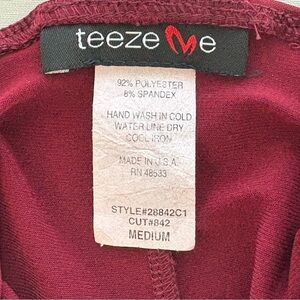 teeze Me
92% POLYESTER
8% SPANDEX
HAND WASH IN COLD
WATER LINE DRY
COOL IRON
MADE IN U.S.A.
RN 48533
STYLE#28842C1
CUT#842
MEDIUM